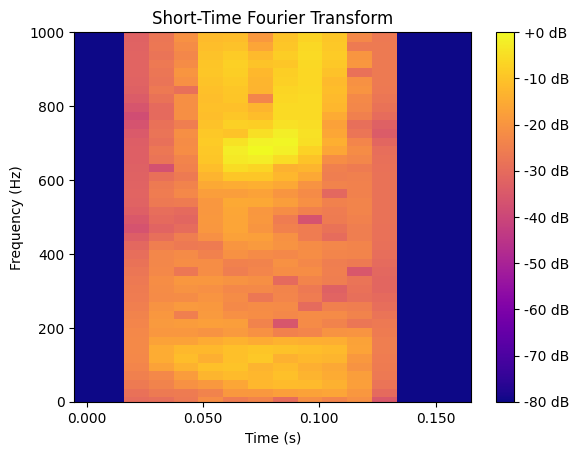 Short-Time Fourier Transform
Frequency (Hz)
1000
800
600
400
200
0
0.000
0.050
0.100
0.150
Time (s)
+0 dB
-10 dB
-20 dB
-30 dB
-40 dB
-50 dB
-60 dB
-70 dB
-80 dB